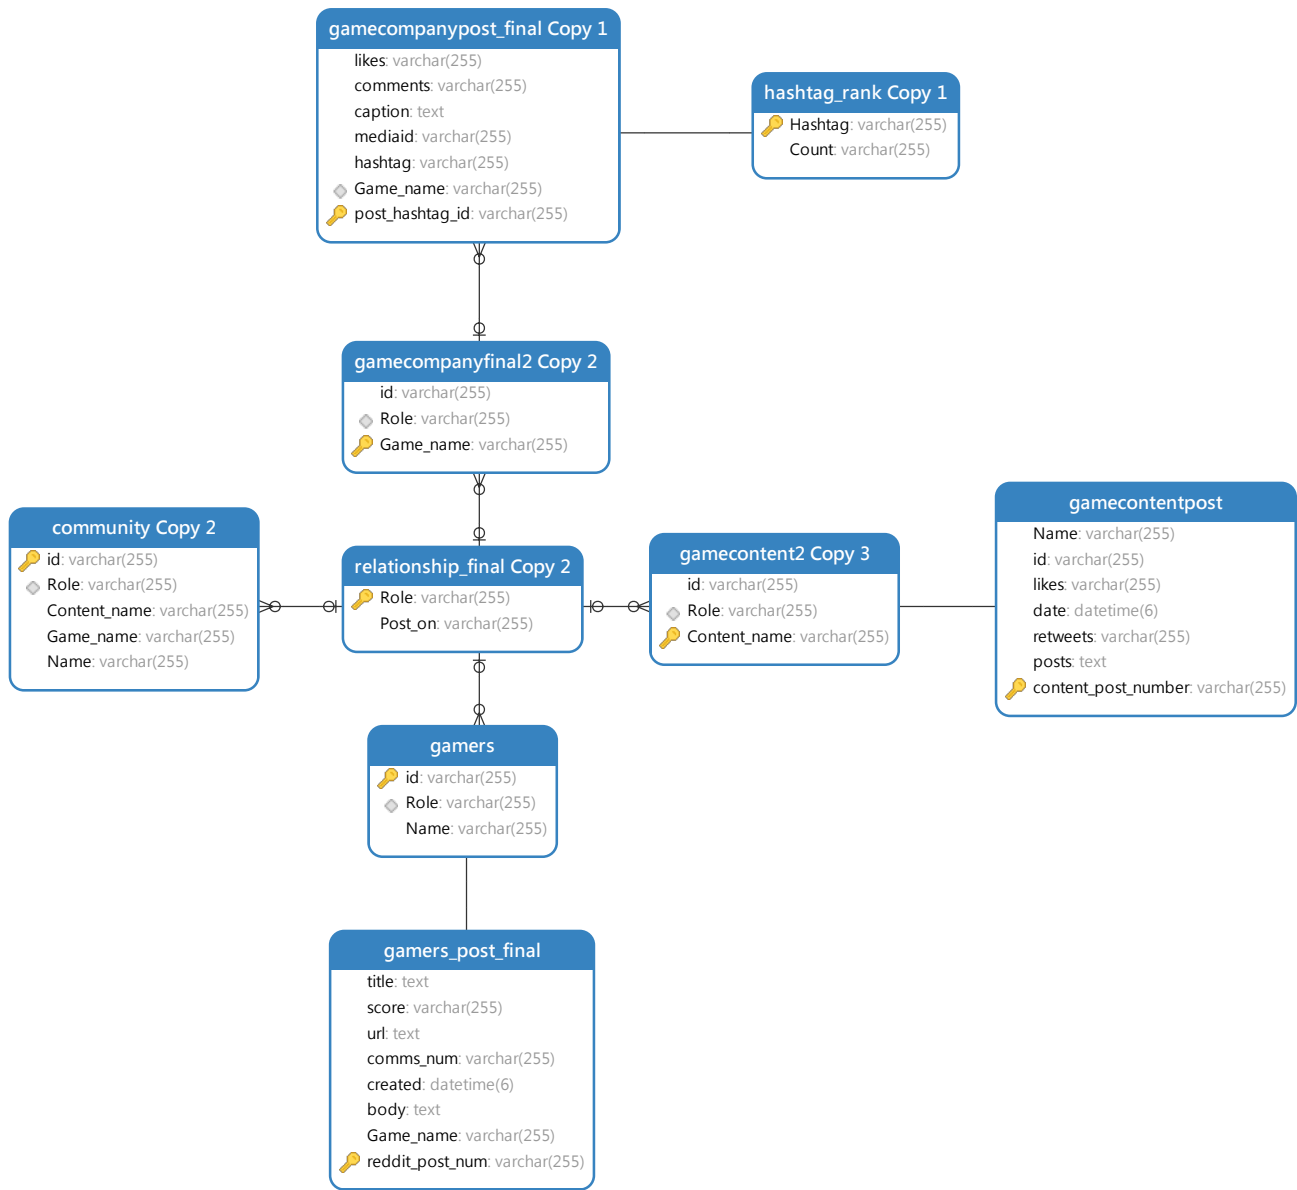 gamecompanypost_final Copy 1
likes: varchar(255)
comments: varchar(255)
caption: text
mediaid: varchar(255)
hashtag: varchar(255)
Game_name: varchar(255)
post_hashtag_id: varchar(255)
hashtag_rank Copy 1
Hashtag: varchar(255)
Count: varchar(255)
gamecompanyfinal2 Copy 2
id: varchar(255)
Role: varchar(255)
Game_name: varchar(255)
community Copy 2
id: varchar(255)
Role: varchar(255)
Content_name: varchar(255)
Game_name: varchar(255)
Name: varchar(255)
relationship_final Copy 2
Role: varchar(255)
Post_on: varchar(255)
gamecontent2 Copy 3
id: varchar(255)
Role: varchar(255)
Content_name: varchar(255)
gamecontentpost
Name: varchar(255)
id: varchar(255)
likes: varchar(255)
date: datetime(6)
retweets: varchar(255)
posts: text
content_post_number: varchar(255)
gamers
id: varchar(255)
Role: varchar(255)
Name: varchar(255)
gamers_post_final
title: text
score: varchar(255)
url: text
comms_num: varchar(255)
created: datetime(6)
body: text
Game_name: varchar(255)
reddit_post_num: varchar(255)